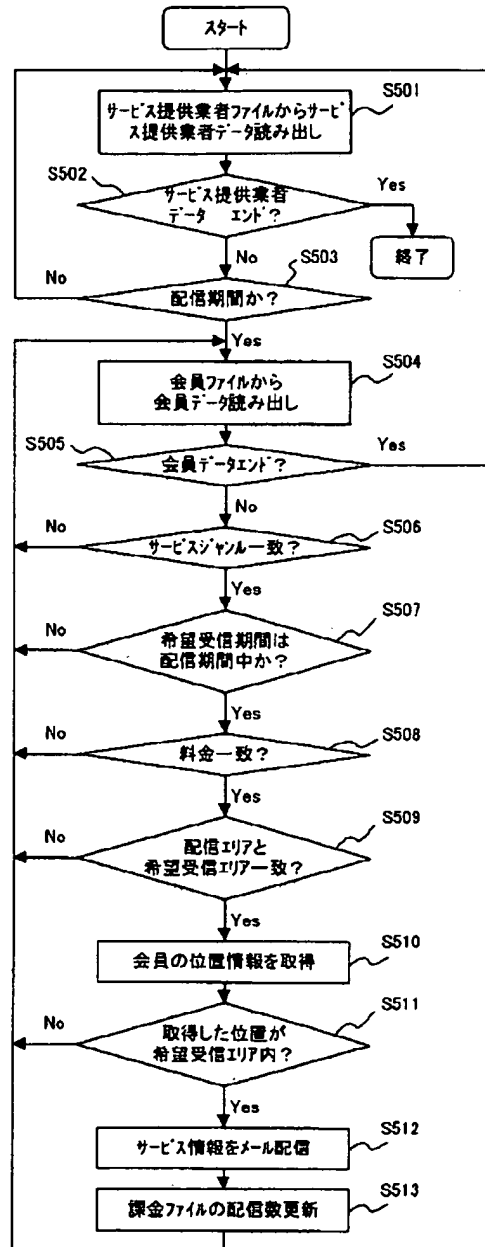 スタート
S501
サービス提供業者ファイルからサービ
ス提供業者データ読み出し
S502
サービス提供業者
データ エンド?
Yes
終了
No
S503
No
配信期間か?
Yes
S504
会員ファイルから
会員データ読み出し
S505
会員データエンド?
Yes
No
S506
No
サービスジャンル一致?
Yes
S507
No
希望受信期間は
配信期間中か?
Yes
S508
No
料金一致?
Yes
S509
No
配信エリアと
希望受信エリア一致?
Yes
S510
会員の位置情報を取得
S511
No
取得した位置が
希望受信エリア内?
Yes
S512
サービス情報をメール配信
S513
課金ファイルの配信数更新